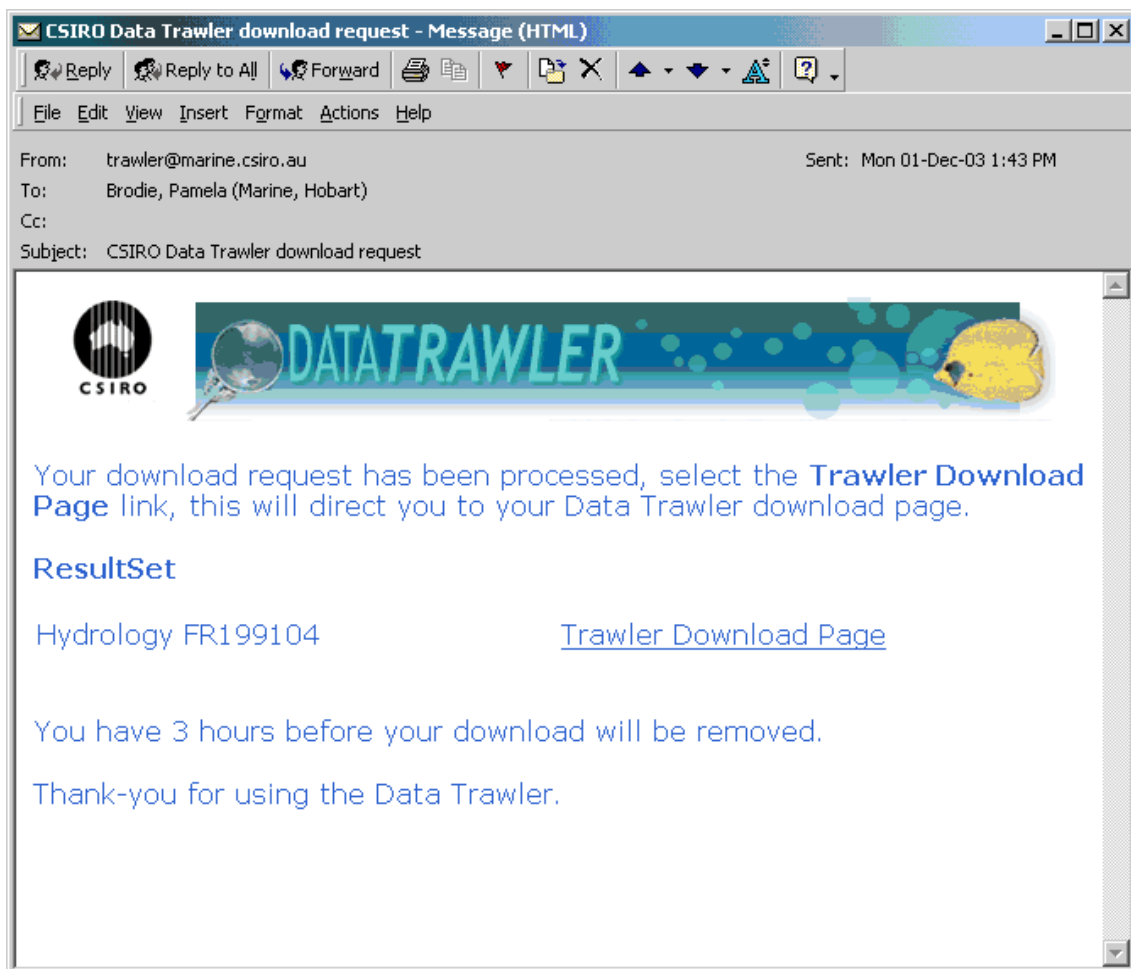 CSIRO Data Trawler download request - Message (HTML)
Reply Reply to All Forward
File Edit View Insert Format Actions Help
From: trawler@marine.csiro.au Sent: Mon 01-Dec-03 1:43 PM
To: Brodie, Pamela (Marine, Hobart)
Cc:
Subject: CSIRO Data Trawler download request
CSIRO
DATATRAWLER
Your download request has been processed, select the Trawler Download
Page link, this will direct you to your Data Trawler download page.
ResultSet
Hydrology FR199104 Trawler Download Page
You have 3 hours before your download will be removed.
Thank-you for using the Data Trawler.